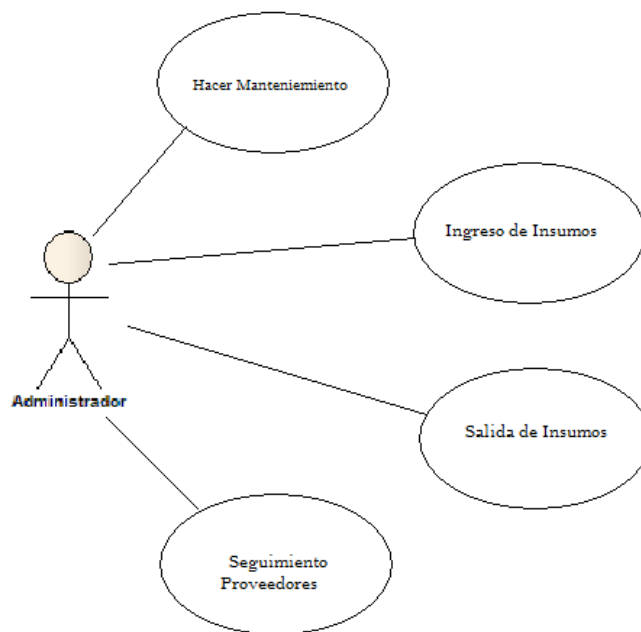 Hacer Manteniemiento
Ingreso de Insumos
Administrador
Salida de Insumos
Seguimiento
Proveedores